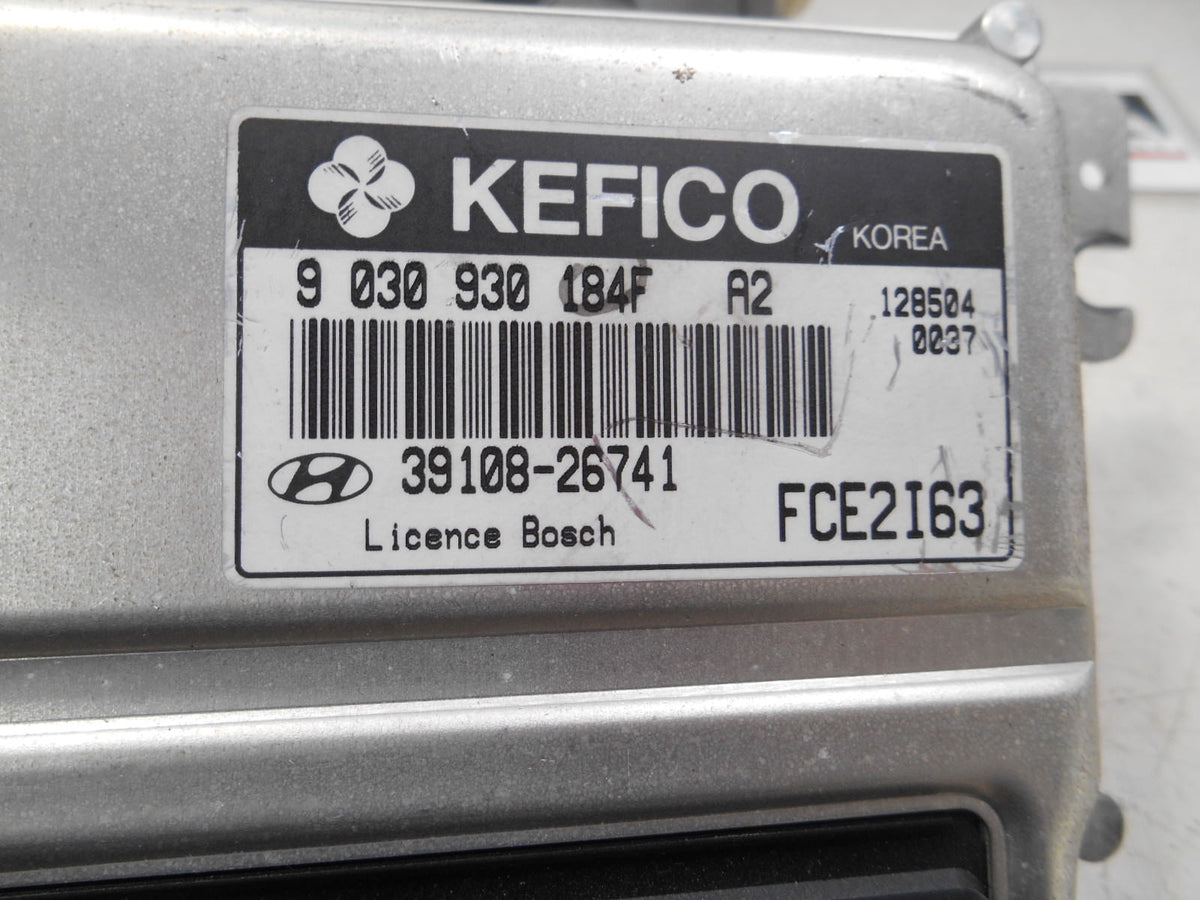 KEFICO KOREA
9 030 930 184F A2
128504
0037
39108-26741
Licence Bosch
FCE2I63